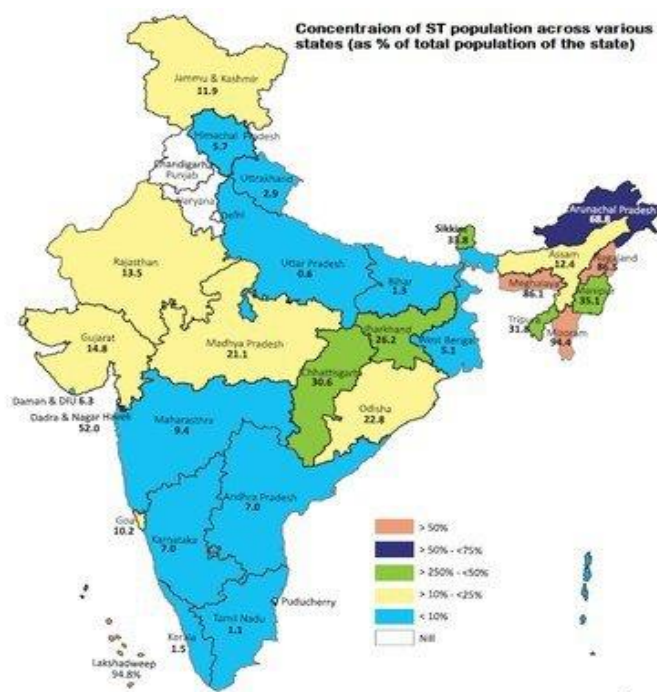 Concentraion of ST population across various
states (as % of total population of the state)
Jammu & Kashmir
11.9
Himachal Pradesh
5.7
Chandigarh
Punjab
Uttrakhand
2.9
Haryana
Delhi
Rajasthan
13.5
Uttar Pradesh
0.6
Bihar
1.3
Sikkim
33.8
Arunachal Pradesh
68.8
Assam
12.4
Nagaland
86.5
Meghalaya
86.1
Manipur
35.1
Tripura
31.8
Mizoram
94.4
Gujarat
14.8
Madhya Pradesh
21.1
Jharkhand
26.2
West Bengal
5.1
Chhattisgarh
30.6
Odisha
22.8
Daman & DIU 6.3
Dadra & Nagar Haveli
52.0
Maharasthra
9.4
Andhra Pradesh
7.0
Goa
10.2
Karnataka
7.0
Puducherry
Tamil Nadu
1.1
Kerala
1.5
Lakshadweep
94.8%
> 50%
> 50% - <75%
> 250% - <50%
> 10% - <25%
< 10%
Nill